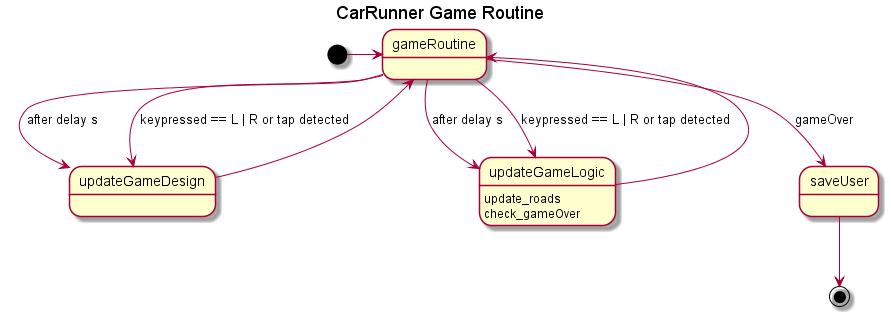 CarRunner Game Routine
gameRoutine
after delay s
keypressed == L | R or tap detected
after delay s
keypressed == L | R or tap detected
gameOver
updateGameDesign
updateGameLogic
update_roads
check_gameOver
saveUser